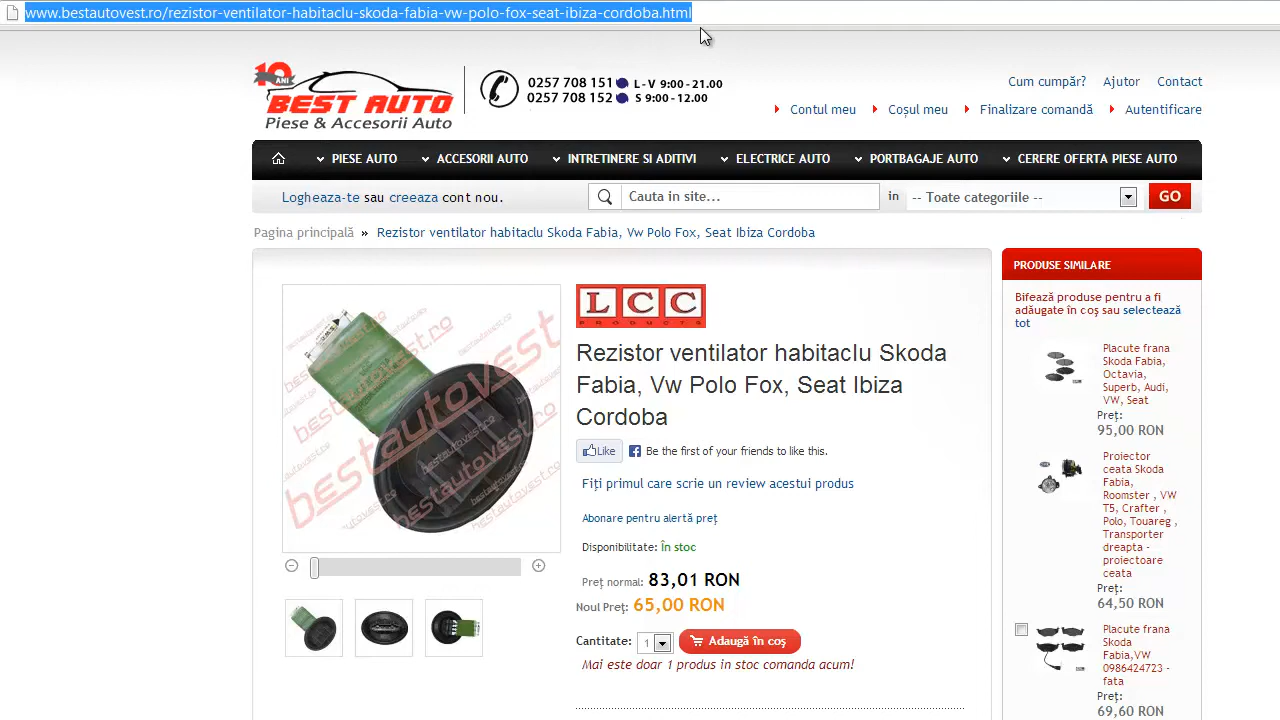 www.bestautovest.ro/rezistor-ventilator-habitaclu-skoda-fabia-vw-polo-fox-seat-ibiza-cordoba.html
10 ANI
BEST AUTO
Piese & Accesorii Auto
0257 708 151 L - V 9:00 - 21.00
0257 708 152 S 9:00 - 12.00
Cum cumpăr? Ajutor Contact
Contul meu Coșul meu Finalizare comandă Autentificare
PIESE AUTO ACCESORII AUTO INTRETINERE SI ADITIVI ELECTRICE AUTO PORTBAGAJE AUTO CERERE OFERTA PIESE AUTO
Logheaza-te sau creeaza cont nou.
Cauta in site... in -- Toate categoriile -- GO
Pagina principală » Rezistor ventilator habitaclu Skoda Fabia, Vw Polo Fox, Seat Ibiza Cordoba
bestautovest.ro
LCC
PRODUCTS
Rezistor ventilator habitaclu Skoda
Fabia, Vw Polo Fox, Seat Ibiza
Cordoba
Like Be the first of your friends to like this.
Fiți primul care scrie un review acestui produs
Abonare pentru alertă preț
Disponibilitate: În stoc
Preț normal: 83,01 RON
Noul Preț: 65,00 RON
Cantitate: 1 Adaugă în coș
Mai este doar 1 produs in stoc comanda acum!
PRODUSE SIMILARE
Bifează produse pentru a fi
adăugate în coș sau selectează
tot
Placute frana
Skoda Fabia,
Octavia,
Superb, Audi,
VW, Seat
Preț:
95,00 RON
Proiector
ceata Skoda
Fabia,
Roomster , VW
T5, Crafter ,
Polo, Touareg ,
Transporter
dreapta -
proiectoare
ceata
Preț:
64,50 RON
Placute frana
Skoda
Fabia,VW
0986424723 -
fata
Preț:
69,60 RON